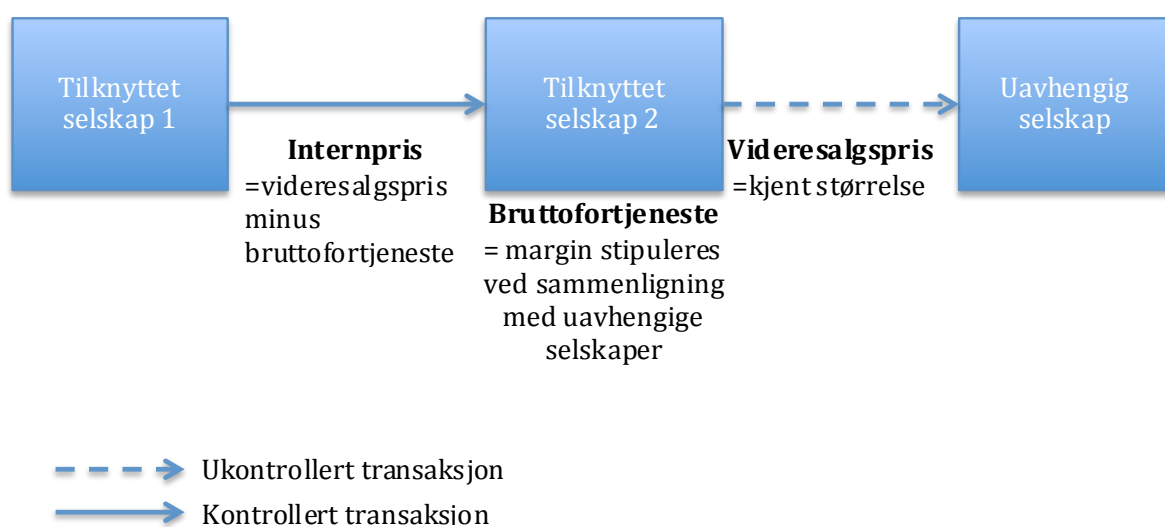 Tilknyttet
selskap 1
Tilknyttet
selskap 2
Uavhengig
selskap
Internpris
=videresalgspris
minus
bruttofortjeneste
Bruttofortjeneste
= margin stipuleres
ved sammenligning
med uavhengige
selskaper
Videresalgspris
=kjent størrelse
Ukontrollert transaksjon
Kontrollert transaksjon